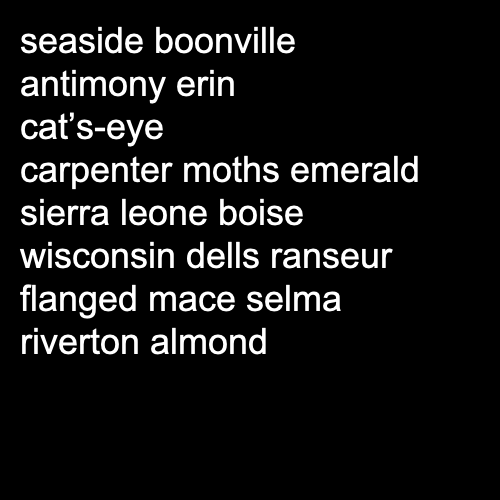 seaside boonville
antimony erin
cat’s-eye
carpenter moths emerald
sierra leone boise
wisconsin dells ranseur
flanged mace selma
riverton almond